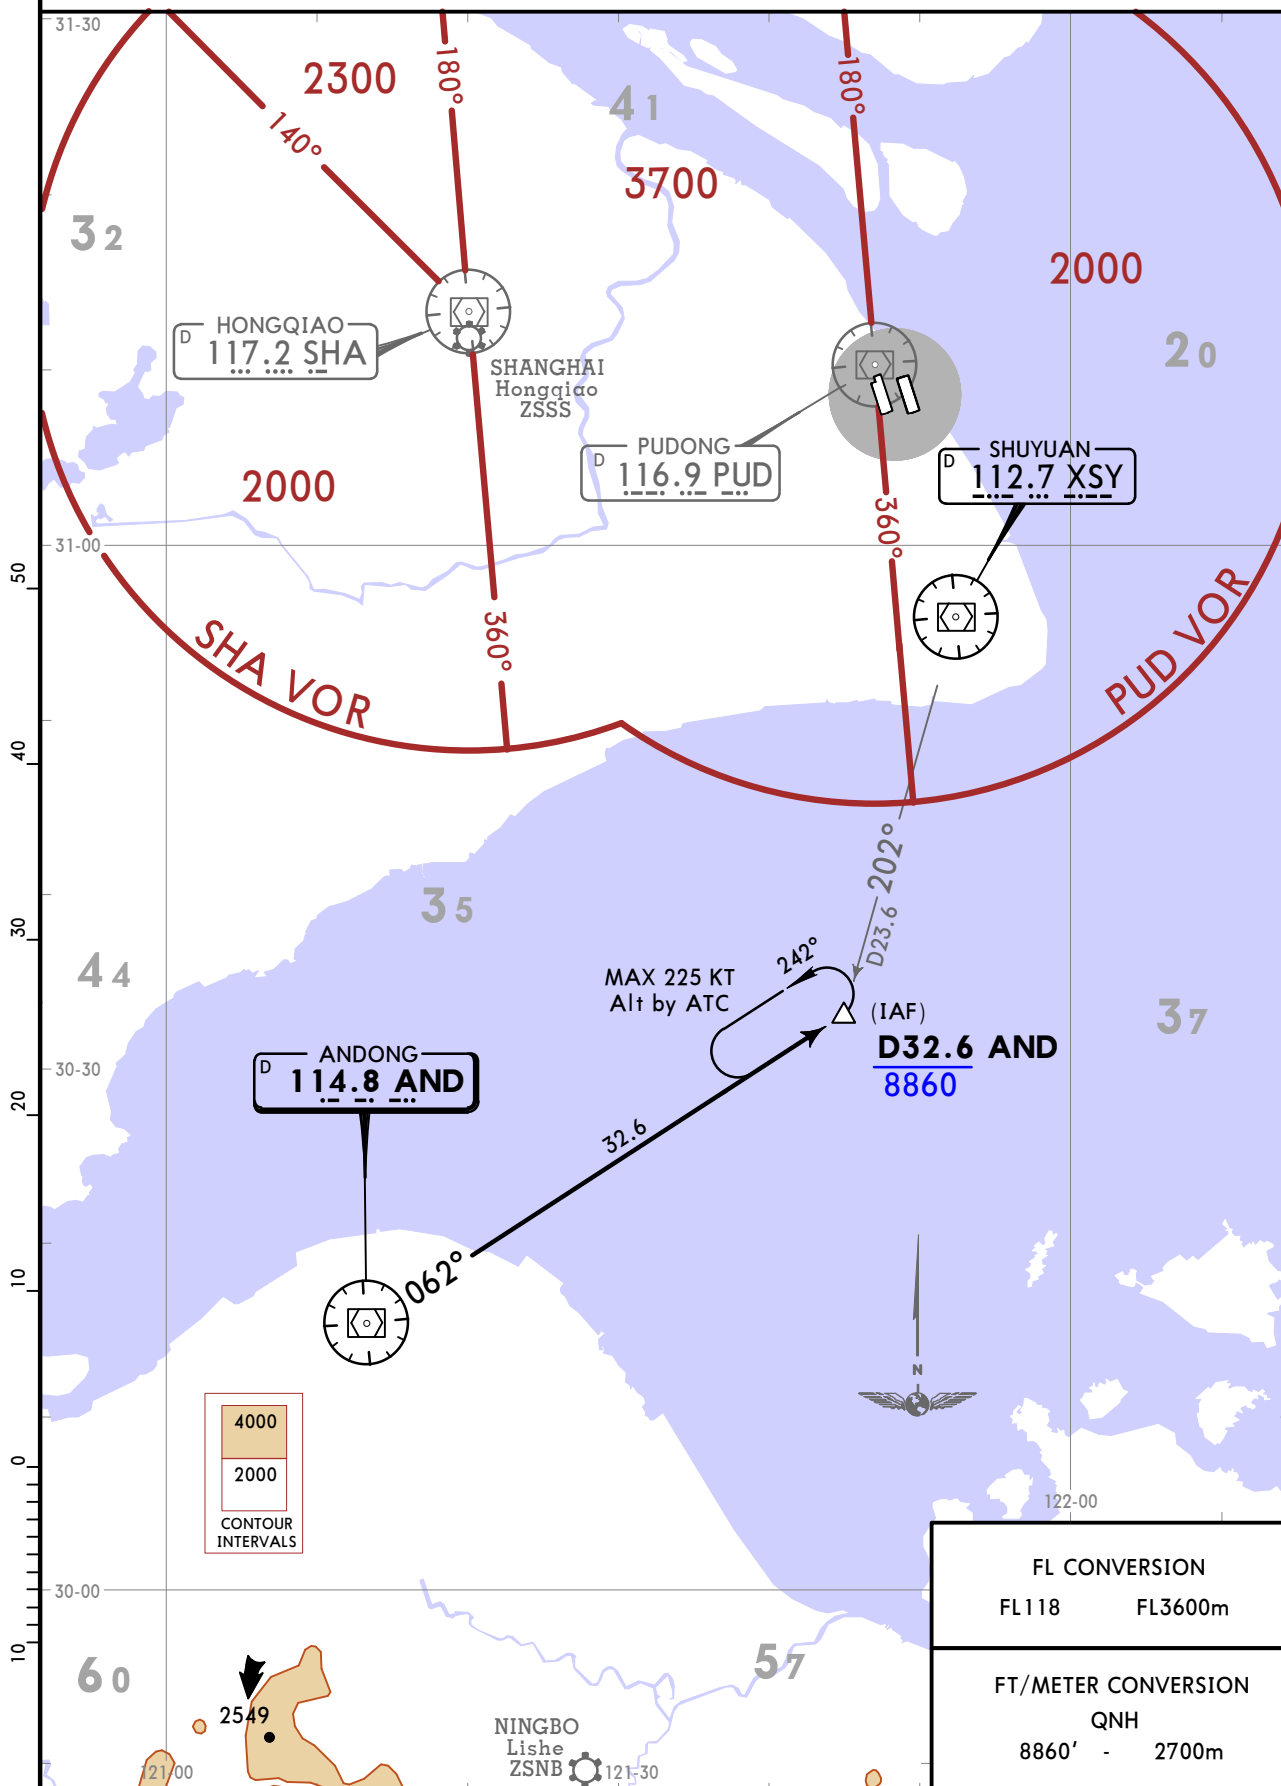 31-30
2300
180°
41
180°
140°
3700
32
2000
HONGQIAO
D 117.2 SHA
SHANGHAI
Hongqiao
ZSSS
20
PUDONG
D 116.9 PUD
SHUYUAN
D 112.7 XSY
2000
360°
31-00
50
360°
SHA VOR
PUD VOR
40
202°
D23.6
35
30
44
242°
MAX 225 KT
Alt by ATC
(IAF)
37
D32.6 AND
8860
ANDONG
D 114.8 AND
30-30
20
32.6
062°
10
N
4000
2000
CONTOUR
INTERVALS
0
122-00
FL CONVERSION
FL118 FL3600m
30-00
10
60
57
FT/METER CONVERSION
QNH
8860' - 2700m
2549
NINGBO
Lishe
ZSNB
121-00
121-30